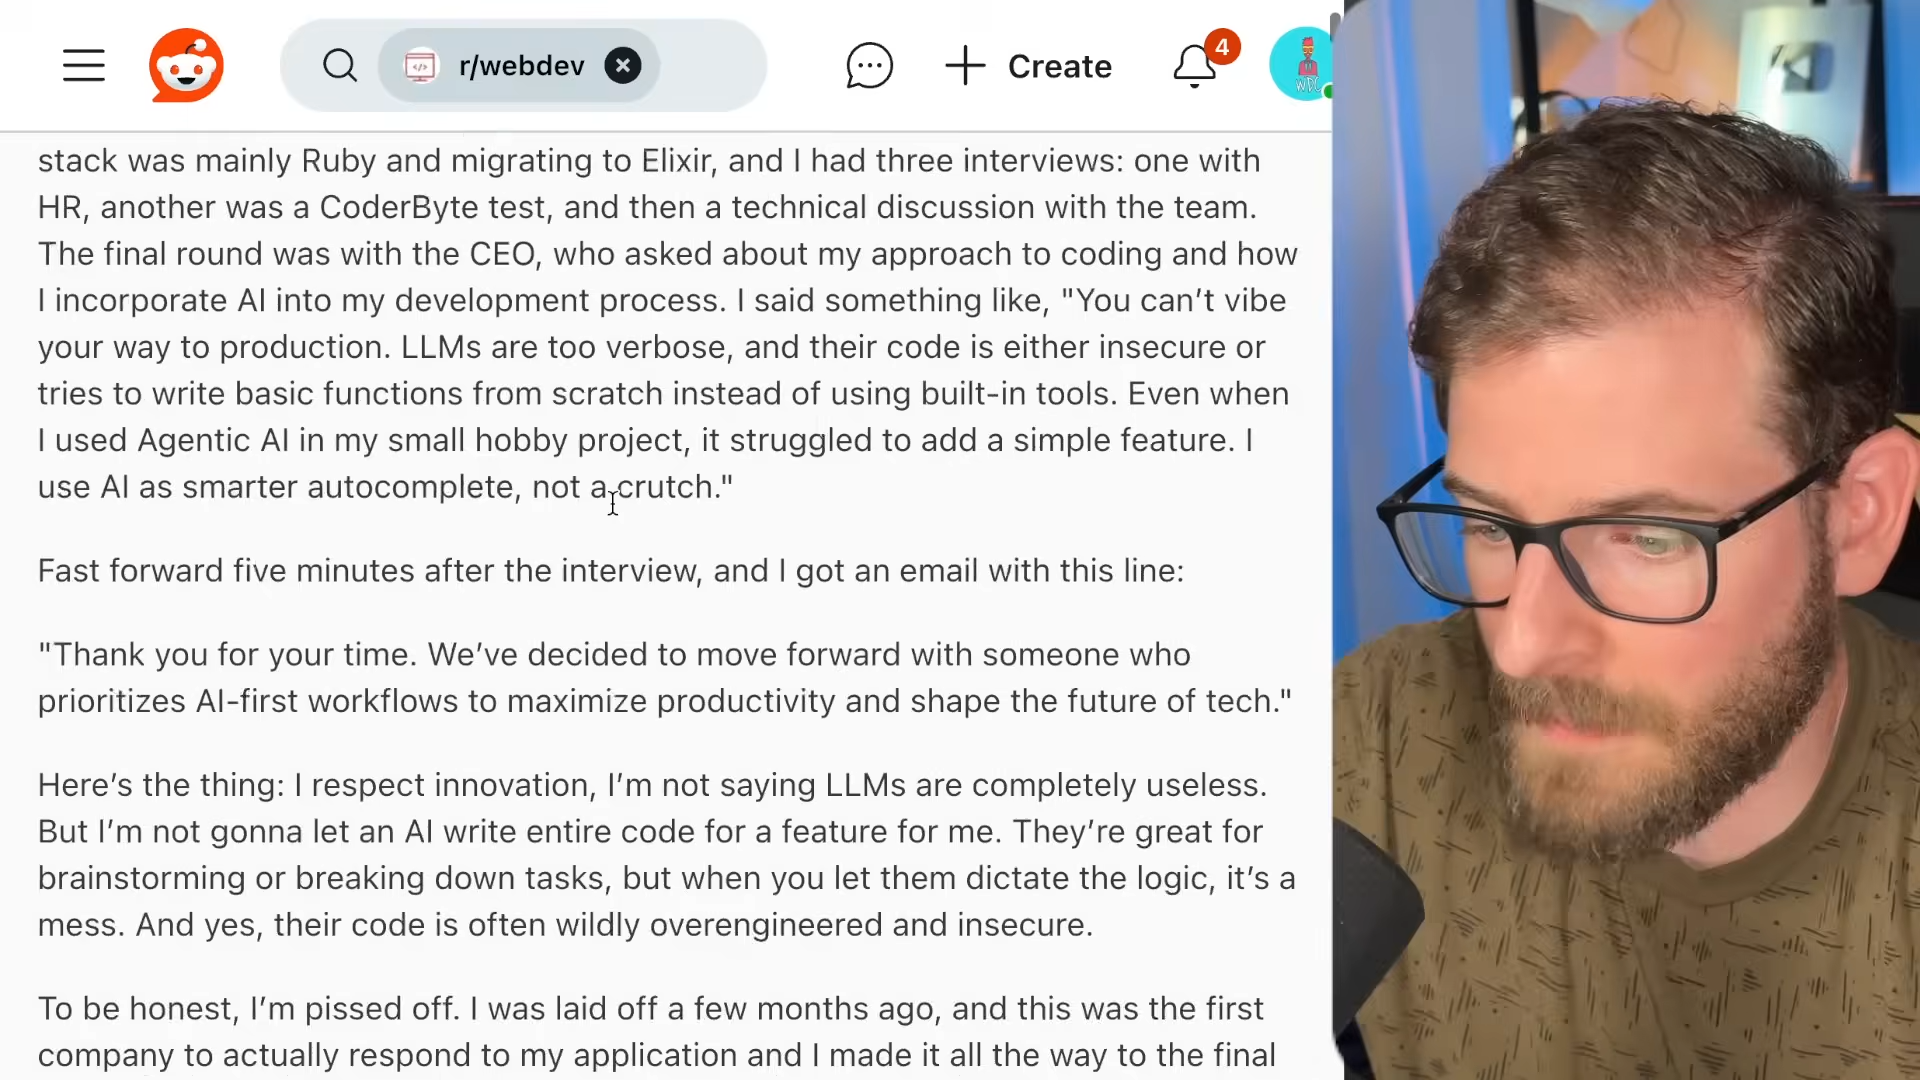 r/webdev
Create
4
WDC
stack was mainly Ruby and migrating to Elixir, and I had three interviews: one with
HR, another was a CoderByte test, and then a technical discussion with the team.
The final round was with the CEO, who asked about my approach to coding and how
I incorporate AI into my development process. I said something like, "You can’t vibe
your way to production. LLMs are too verbose, and their code is either insecure or
tries to write basic functions from scratch instead of using built-in tools. Even when
I used Agentic AI in my small hobby project, it struggled to add a simple feature. I
use AI as smarter autocomplete, not a crutch."
Fast forward five minutes after the interview, and I got an email with this line:
"Thank you for your time. We’ve decided to move forward with someone who
prioritizes AI-first workflows to maximize productivity and shape the future of tech."
Here’s the thing: I respect innovation, I’m not saying LLMs are completely useless.
But I’m not gonna let an AI write entire code for a feature for me. They’re great for
brainstorming or breaking down tasks, but when you let them dictate the logic, it’s a
mess. And yes, their code is often wildly overengineered and insecure.
To be honest, I’m pissed off. I was laid off a few months ago, and this was the first
company to actually respond to my application and I made it all the way to the final